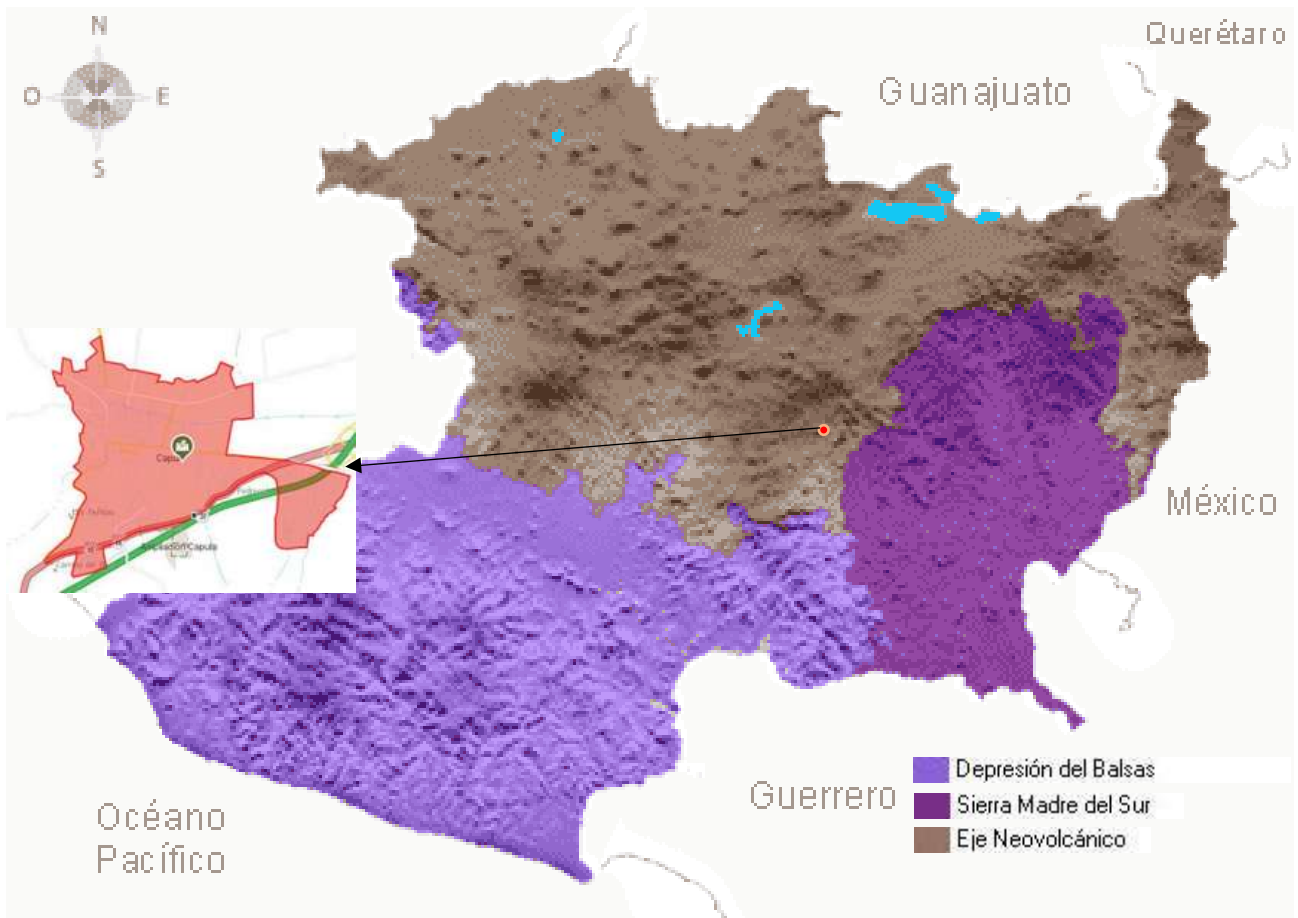 N
O
E
S
Querétaro
Guanajuato
México
Guerrero
Océano
Pacífico
Capula
Depresión del Balsas
Sierra Madre del Sur
Eje Neovolcánico